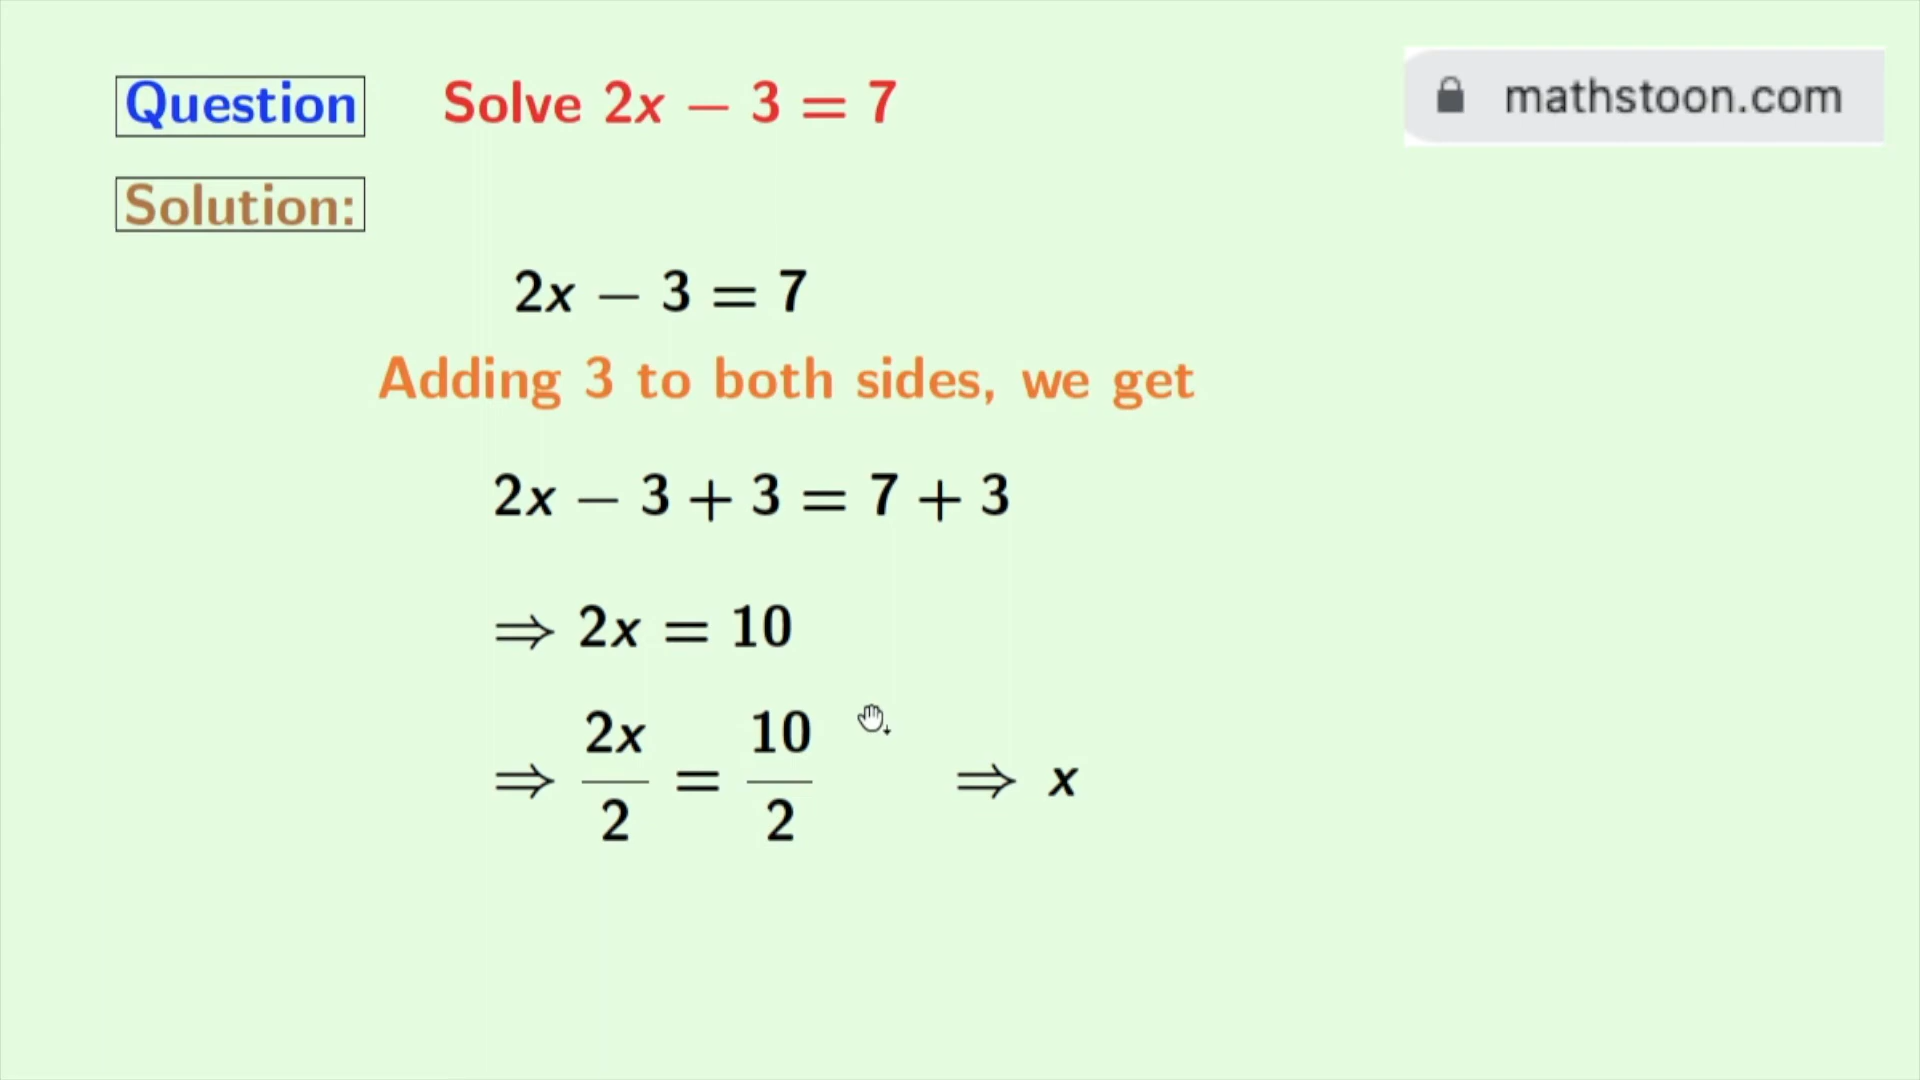 Question Solve 2x − 3 = 7
mathstoon.com
Solution:
2x − 3 = 7
Adding 3 to both sides, we get
2x − 3 + 3 = 7 + 3
⇒ 2x = 10
⇒ 2x/2 = 10/2 ⇒ x